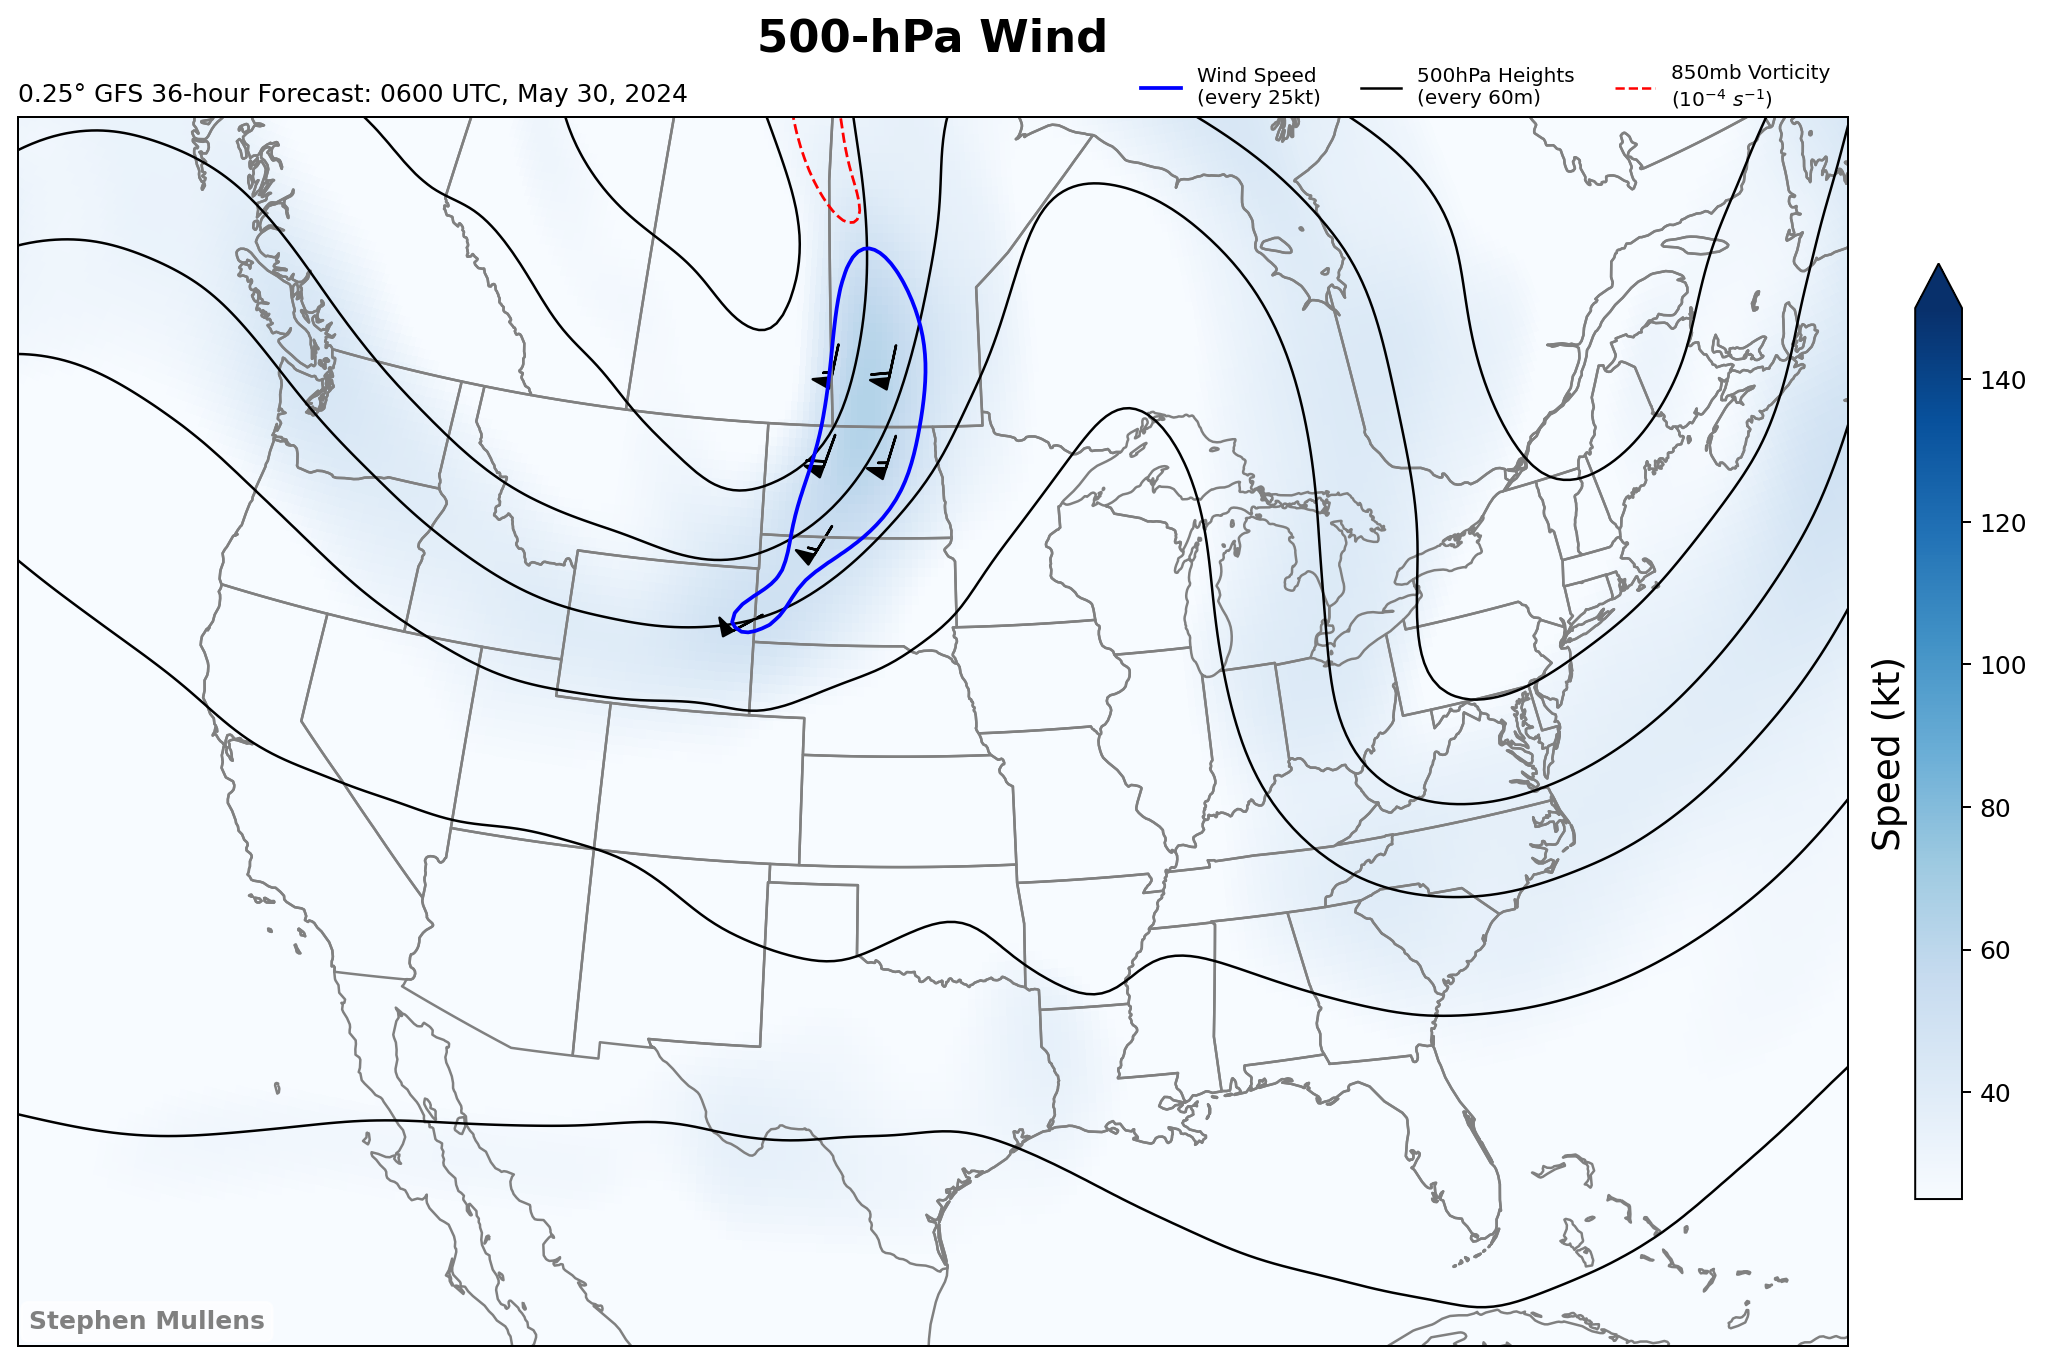 500-hPa Wind
0.25° GFS 36-hour Forecast: 0600 UTC, May 30, 2024
Wind Speed
(every 25kt)
500hPa Heights
(every 60m)
850mb Vorticity
(10⁻⁴ s⁻¹)
140
120
100
80
60
40
Speed (kt)
Stephen Mullens